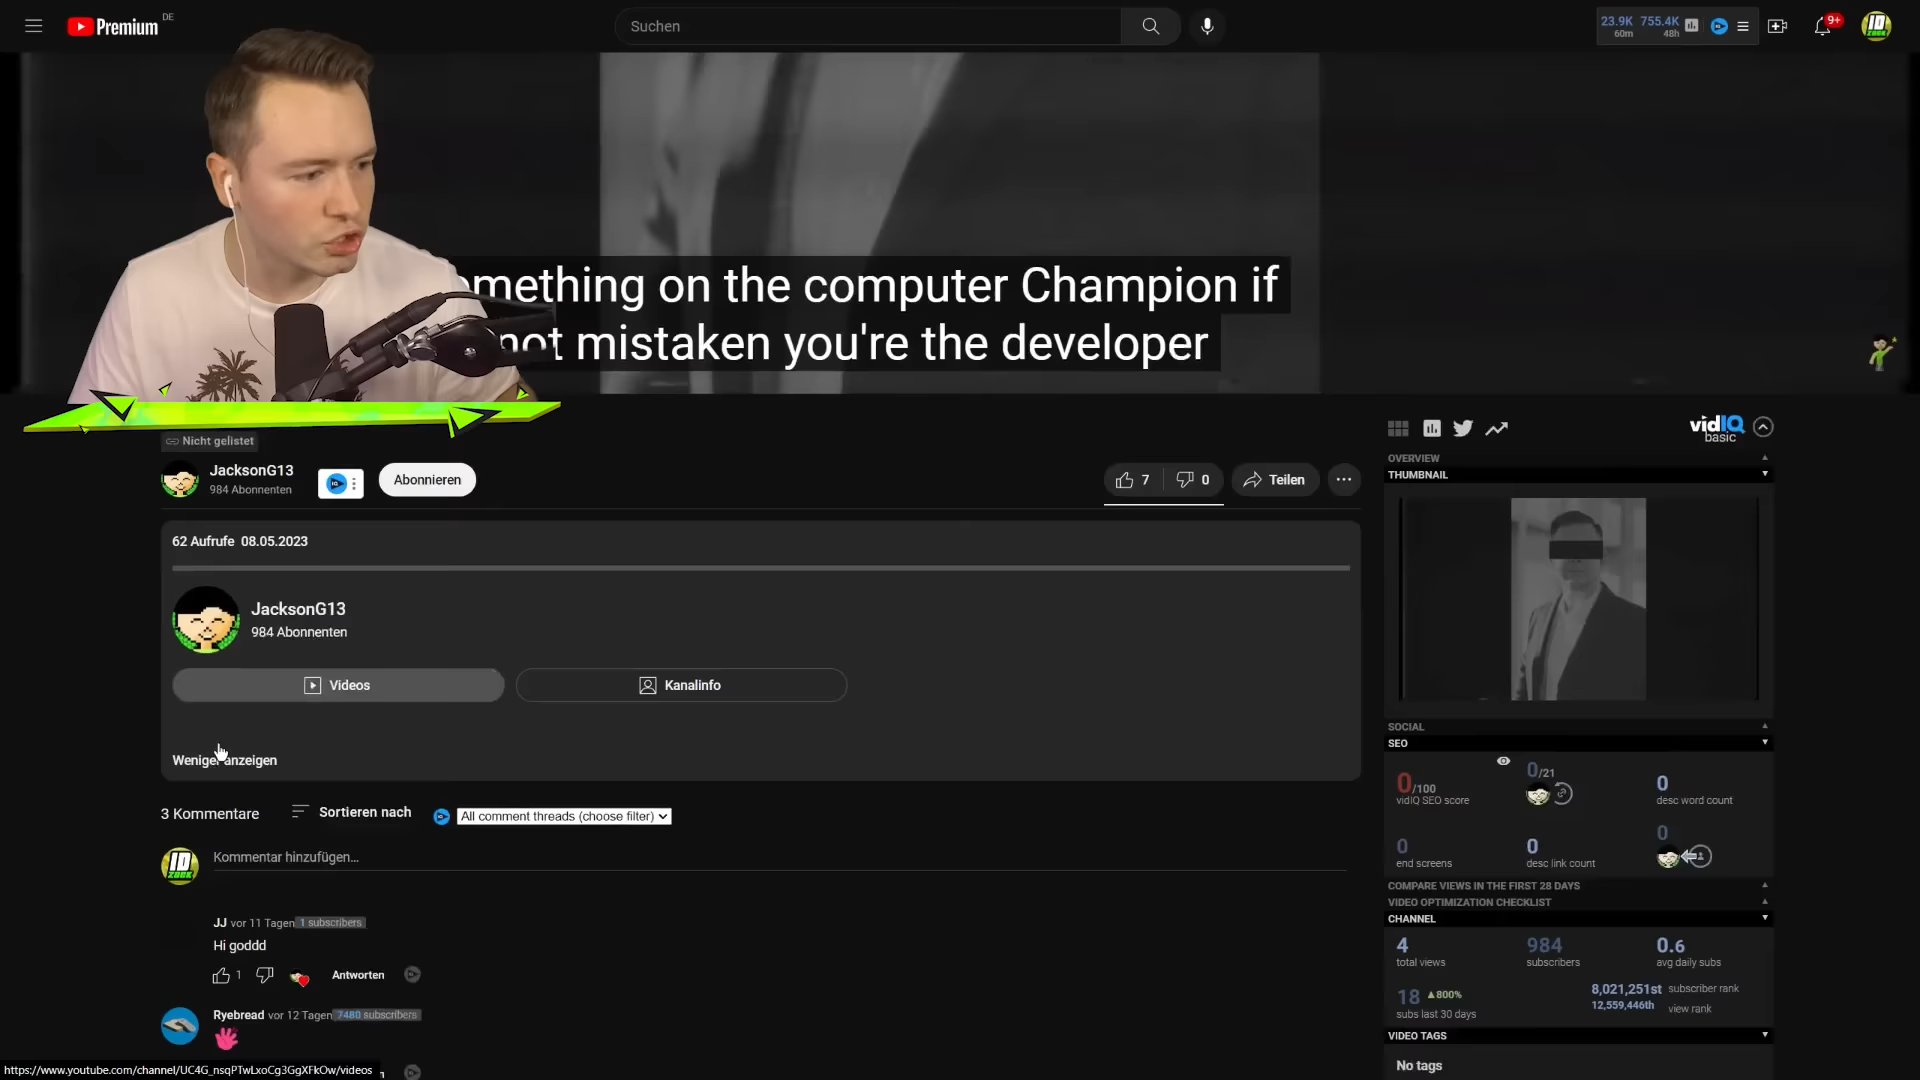 Premium DE
Suchen
23.9K 755.4K
60m 48h
9+
omething on the computer Champion if
not mistaken you're the developer
Nicht gelistet
JacksonG13
984 Abonnenten
Abonnieren
7
0
Teilen
62 Aufrufe 08.05.2023
JacksonG13
984 Abonnenten
Videos
Kanalinfo
Weniger anzeigen
3 Kommentare
Sortieren nach
All comment threads (choose filter)
ID ZOCK
Kommentar hinzufügen...
JJ vor 11 Tagen 1 subscribers
Hi goddd
1
Antworten
Ryebread vor 12 Tagen 7480 subscribers
https://www.youtube.com/channel/UC4G_nsqPTwLxoCg3GgXFkOw/videos
vidIQ
basic
OVERVIEW
THUMBNAIL
SOCIAL
SEO
0/100
vidIQ SEO score
0/21
0
desc word count
0
end screens
0
desc link count
0
COMPARE VIEWS IN THE FIRST 28 DAYS
VIDEO OPTIMIZATION CHECKLIST
CHANNEL
4
total views
984
subscribers
0.6
avg daily subs
18 ▲800%
subs last 30 days
8,021,251st subscriber rank
12,559,446th view rank
VIDEO TAGS
No tags